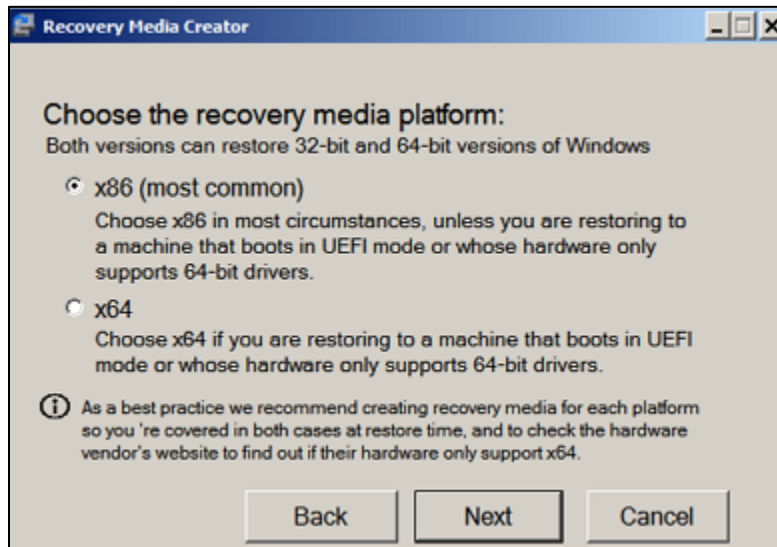 Recovery Media Creator
Choose the recovery media platform:
Both versions can restore 32-bit and 64-bit versions of Windows
x86 (most common)
Choose x86 in most circumstances, unless you are restoring to
a machine that boots in UEFI mode or whose hardware only
supports 64-bit drivers.
x64
Choose x64 if you are restoring to a machine that boots in UEFI
mode or whose hardware only supports 64-bit drivers.
As a best practice we recommend creating recovery media for each platform
so you 're covered in both cases at restore time, and to check the hardware
vendor's website to find out if their hardware only support x64.
Back Next Cancel